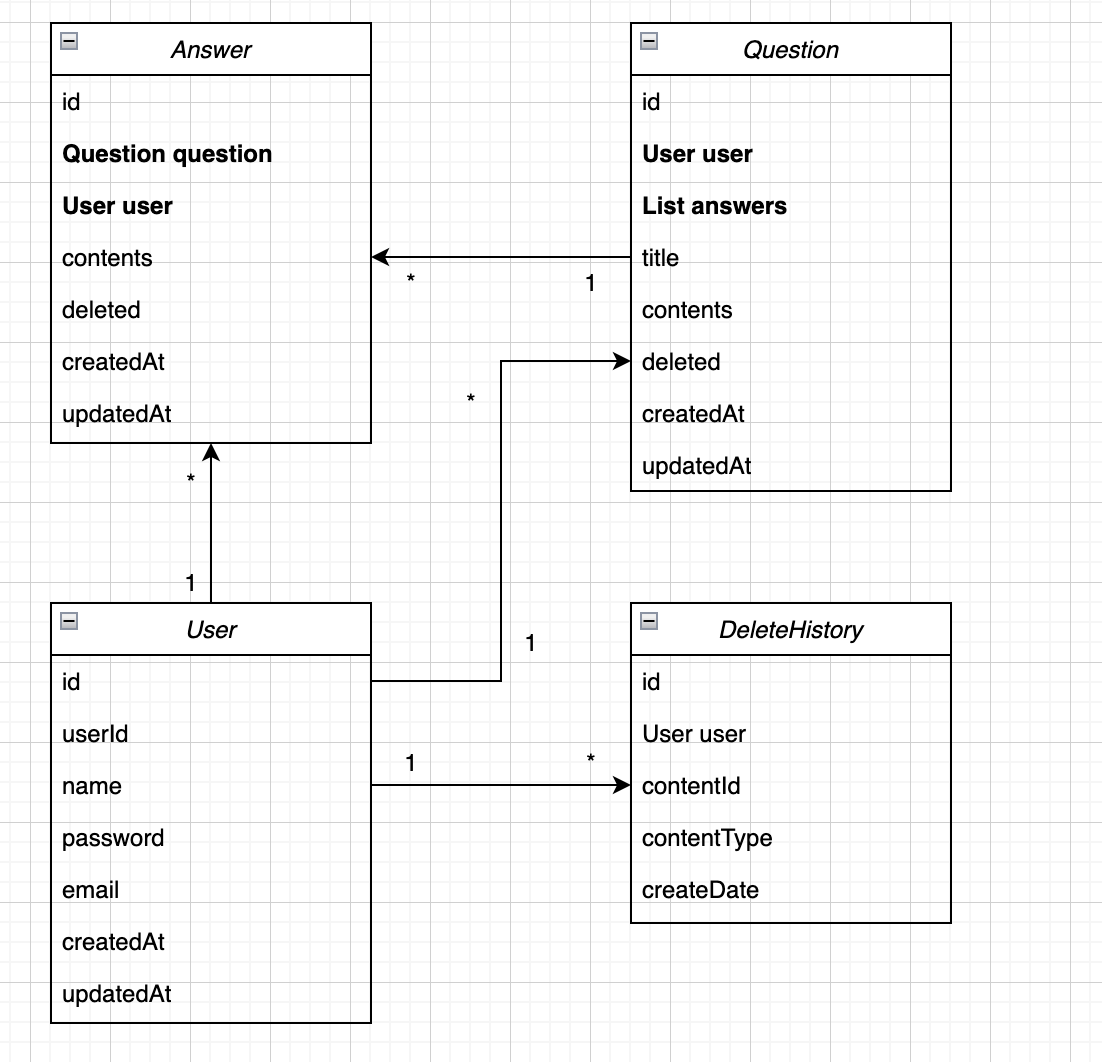 Answer
id
Question question
User user
contents
deleted
createdAt
updatedAt
Question
id
User user
List answers
title
contents
deleted
createdAt
updatedAt
*
1
*
*
1
1
User
id
userId
name
password
email
createdAt
updatedAt
1
*
DeleteHistory
id
User user
contentId
contentType
createDate